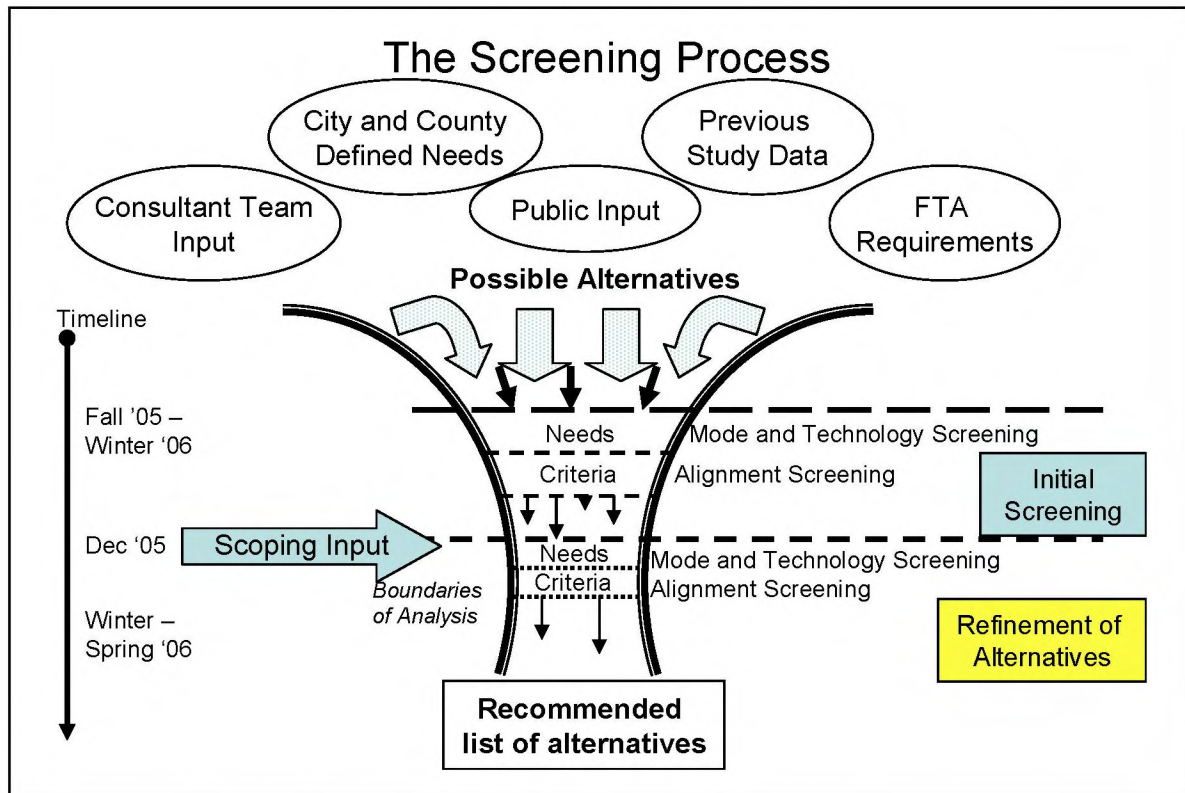 The Screening Process
City and County
Defined Needs
Previous
Study Data
Consultant Team
Input
Public Input
FTA
Requirements
Possible Alternatives
Timeline
Fall '05 –
Winter '06
Needs
Mode and Technology Screening
Criteria
Alignment Screening
Initial
Screening
Dec '05
Scoping Input
Needs
Mode and Technology Screening
Criteria
Alignment Screening
Boundaries
of Analysis
Winter –
Spring '06
Refinement of
Alternatives
Recommended
list of alternatives